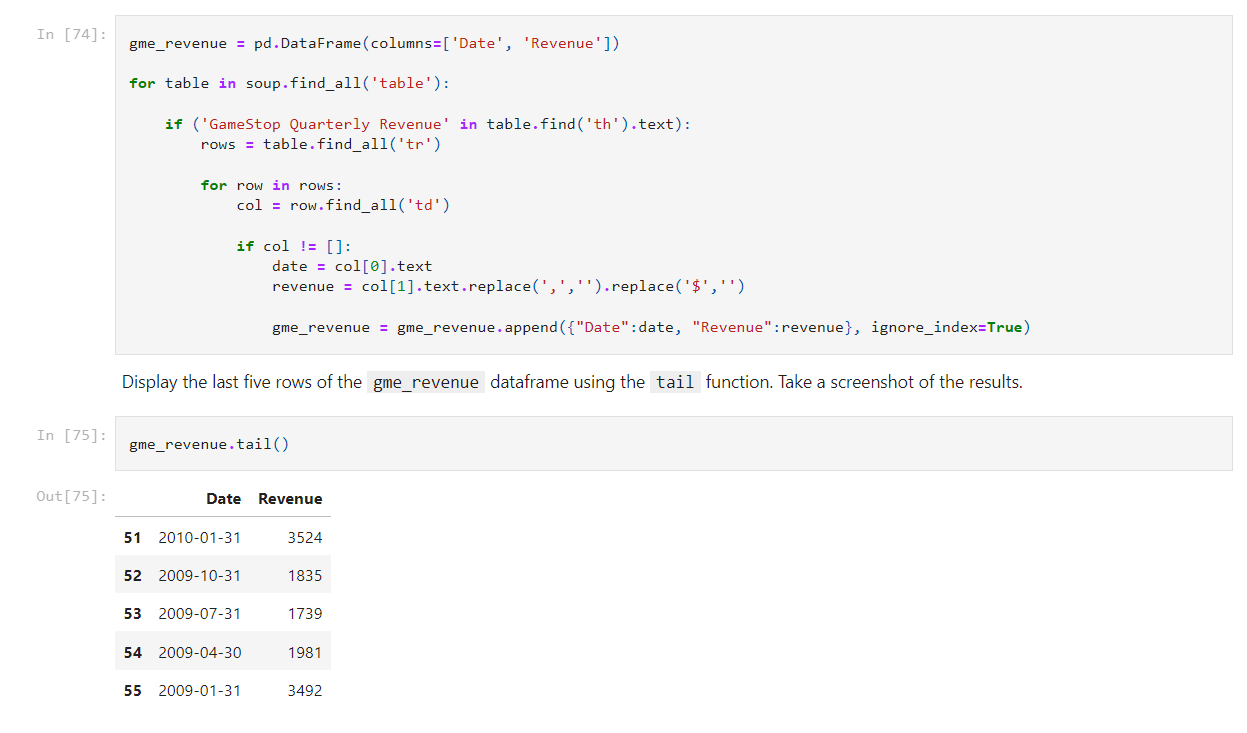 In [74]:
gme_revenue = pd.DataFrame(columns=['Date', 'Revenue'])
for table in soup.find_all('table'):
    if ('GameStop Quarterly Revenue' in table.find('th').text):
        rows = table.find_all('tr')
        for row in rows:
            col = row.find_all('td')
            if col != []:
                date = col[0].text
                revenue = col[1].text.replace(',','').replace('$','')
                gme_revenue = gme_revenue.append({"Date":date, "Revenue":revenue}, ignore_index=True)
Display the last five rows of the gme_revenue dataframe using the tail function. Take a screenshot of the results.
In [75]:
gme_revenue.tail()
Out[75]:
Date Revenue
51 2010-01-31 3524
52 2009-10-31 1835
53 2009-07-31 1739
54 2009-04-30 1981
55 2009-01-31 3492